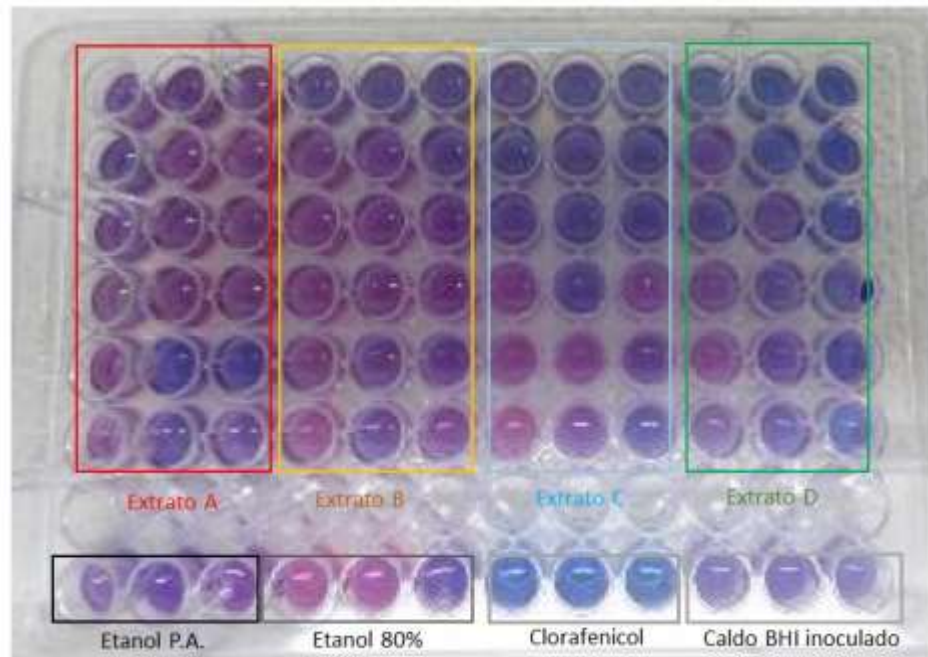 Extrato A
Extrato B
Extrato C
Extrato D
Etanol P.A.
Etanol 80%
Clorafenicol
Caldo BHI inoculado